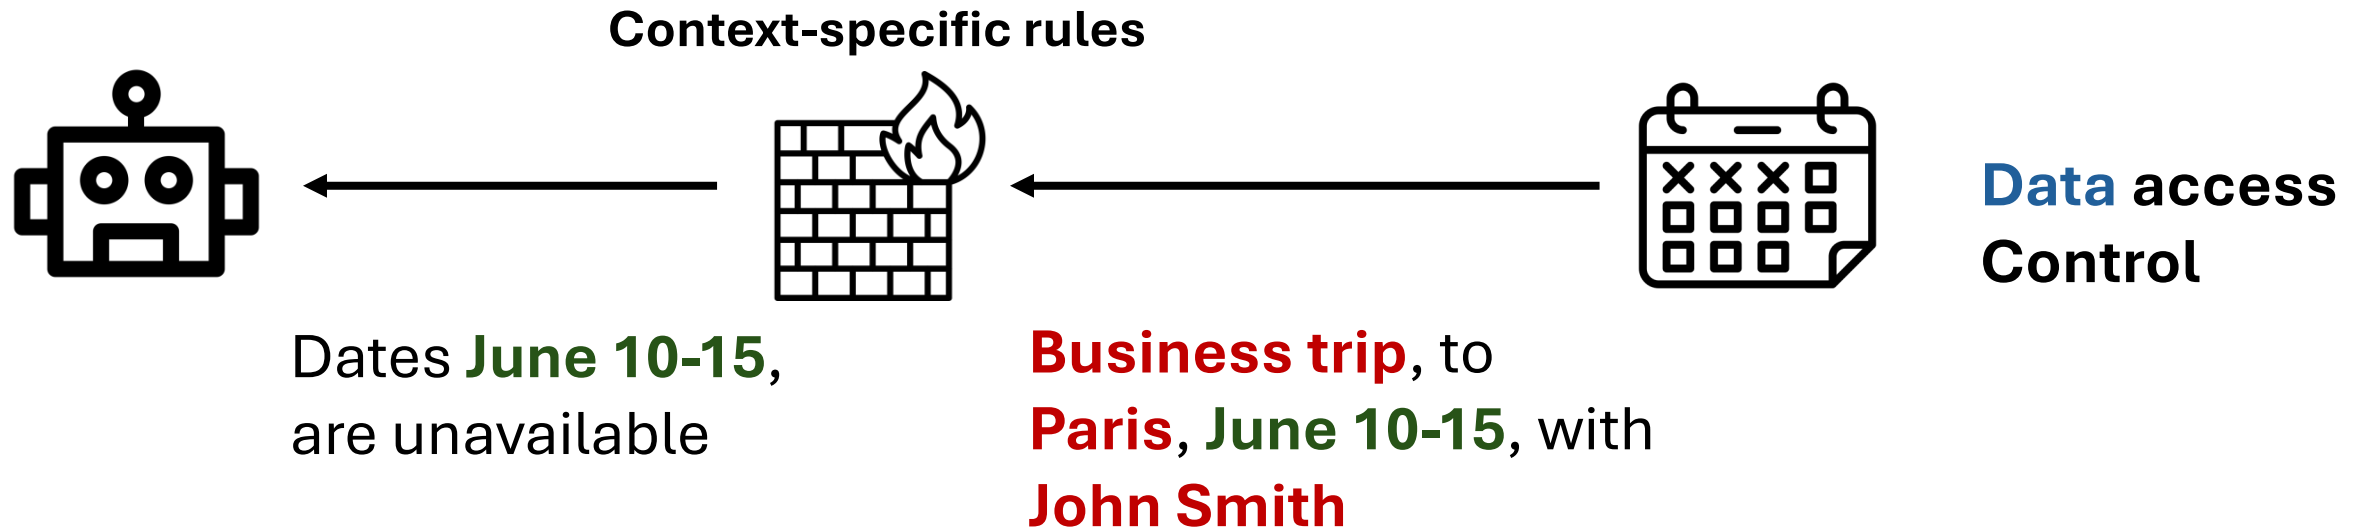 Context-specific rules
Data access
Control
Dates June 10-15,
are unavailable
Business trip, to
Paris, June 10-15, with
John Smith